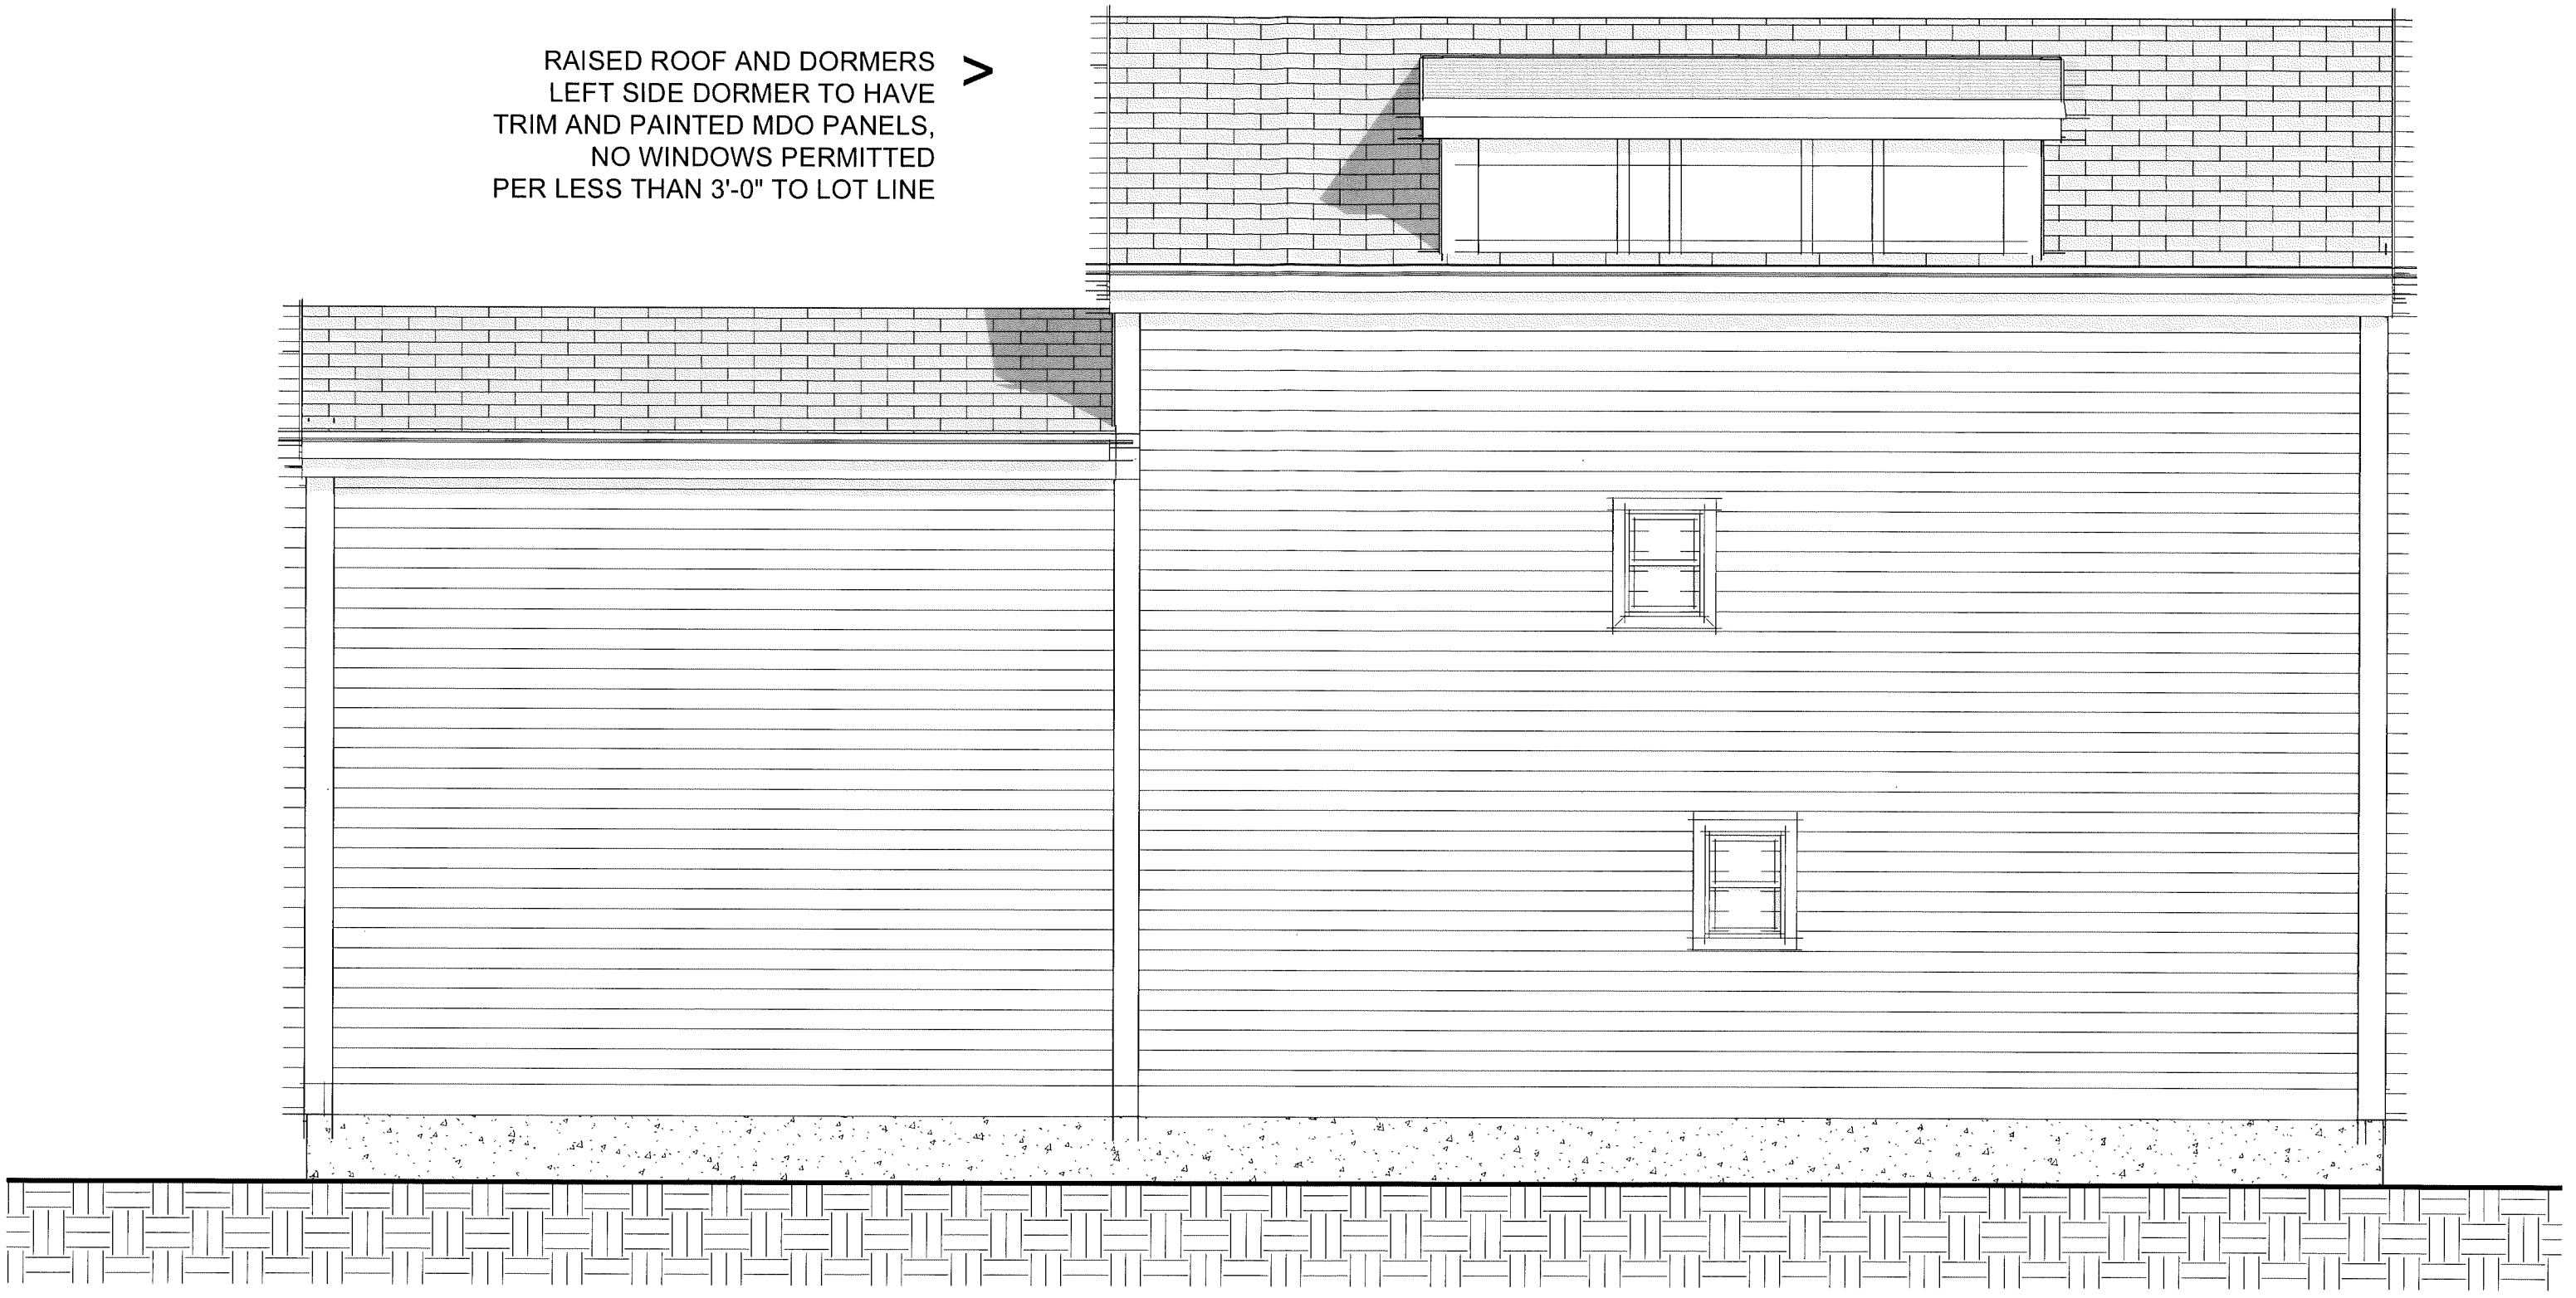 RAISED ROOF AND DORMERS >
LEFT SIDE DORMER TO HAVE
TRIM AND PAINTED MDO PANELS,
NO WINDOWS PERMITTED
PER LESS THAN 3'-0" TO LOT LINE